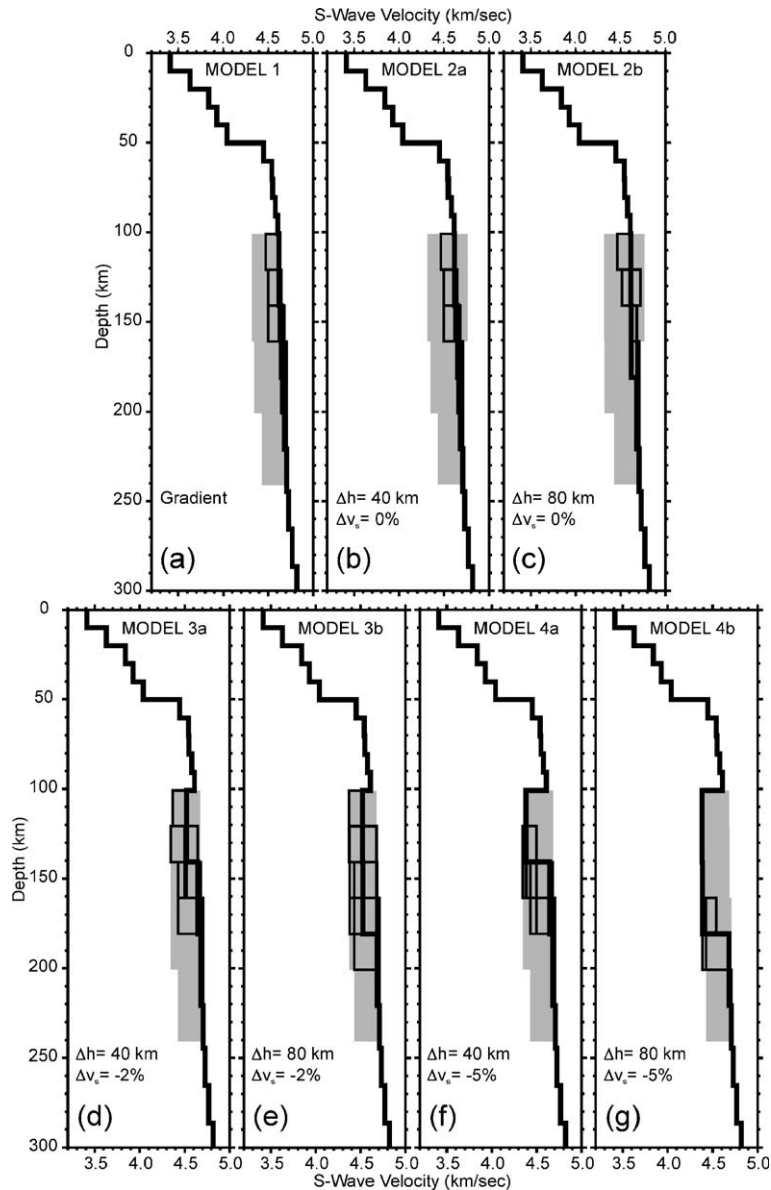 S-Wave Velocity (km/sec)
3.5 4.0 4.5 5.0 3.5 4.0 4.5 5.0 3.5 4.0 4.5 5.0
0
50
100
150
200
250
300
Depth (km)
MODEL 1
Gradient
(a)
MODEL 2a
Δh= 40 km
Δvs= 0%
(b)
MODEL 2b
Δh= 80 km
Δvs= 0%
(c)
0
50
100
150
200
250
300
Depth (km)
MODEL 3a
Δh= 40 km
Δvs= -2%
(d)
MODEL 3b
Δh= 80 km
Δvs= -2%
(e)
MODEL 4a
Δh= 40 km
Δvs= -5%
(f)
MODEL 4b
Δh= 80 km
Δvs= -5%
(g)
3.5 4.0 4.5 5.0 3.5 4.0 4.5 5.0 3.5 4.0 4.5 5.0 3.5 4.0 4.5 5.0
S-Wave Velocity (km/sec)